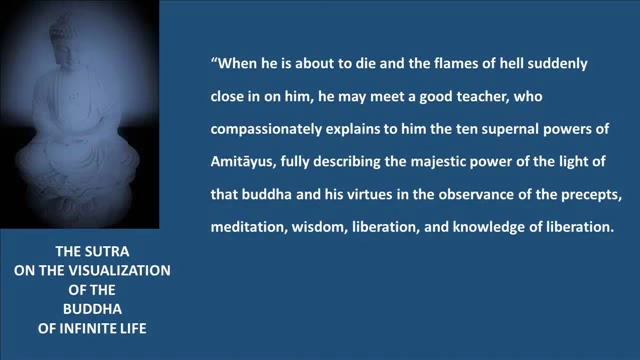 “When he is about to die and the flames of hell suddenly
close in on him, he may meet a good teacher, who
compassionately explains to him the ten supernal powers of
Amitāyus, fully describing the majestic power of the light of
that buddha and his virtues in the observance of the precepts,
meditation, wisdom, liberation, and knowledge of liberation.
THE SUTRA
ON THE VISUALIZATION
OF THE
BUDDHA
OF INFINITE LIFE